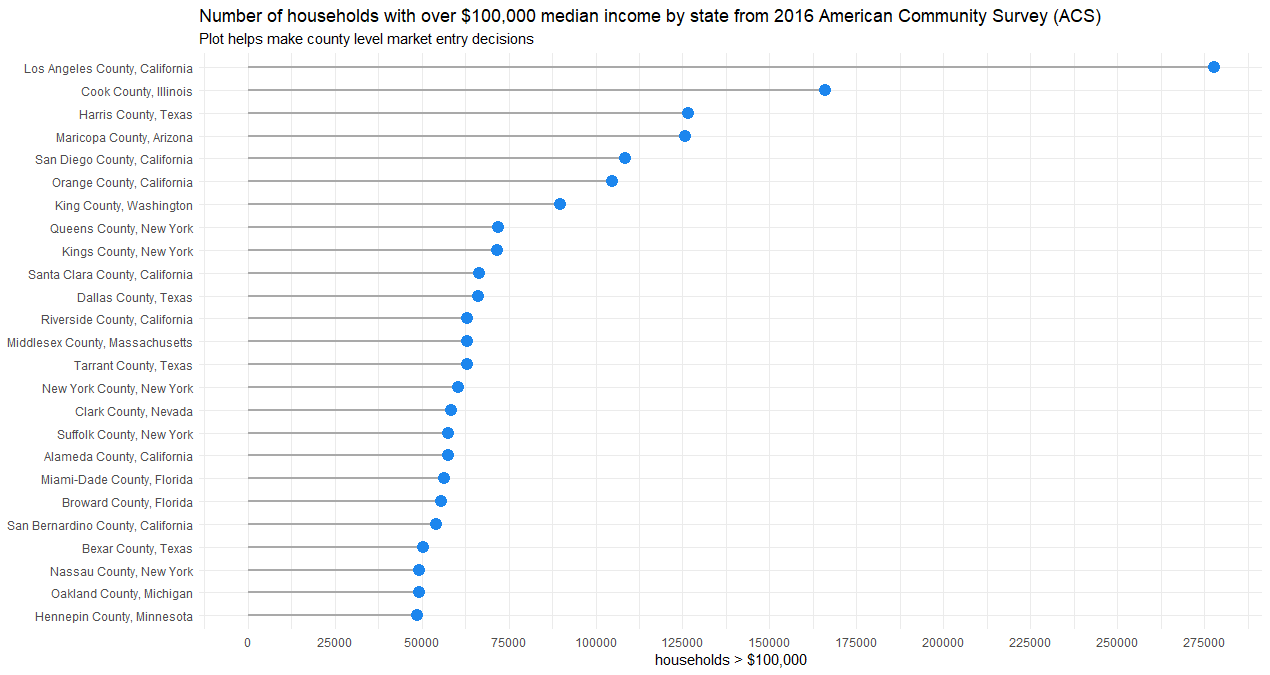 Number of households with over $100,000 median income by state from 2016 American Community Survey (ACS)
Plot helps make county level market entry decisions
Los Angeles County, California
Cook County, Illinois
Harris County, Texas
Maricopa County, Arizona
San Diego County, California
Orange County, California
King County, Washington
Queens County, New York
Kings County, New York
Santa Clara County, California
Dallas County, Texas
Riverside County, California
Middlesex County, Massachusetts
Tarrant County, Texas
New York County, New York
Clark County, Nevada
Suffolk County, New York
Alameda County, California
Miami-Dade County, Florida
Broward County, Florida
San Bernardino County, California
Bexar County, Texas
Nassau County, New York
Oakland County, Michigan
Hennepin County, Minnesota
0 25000 50000 75000 100000 125000 150000 175000 200000 225000 250000 275000
households > $100,000